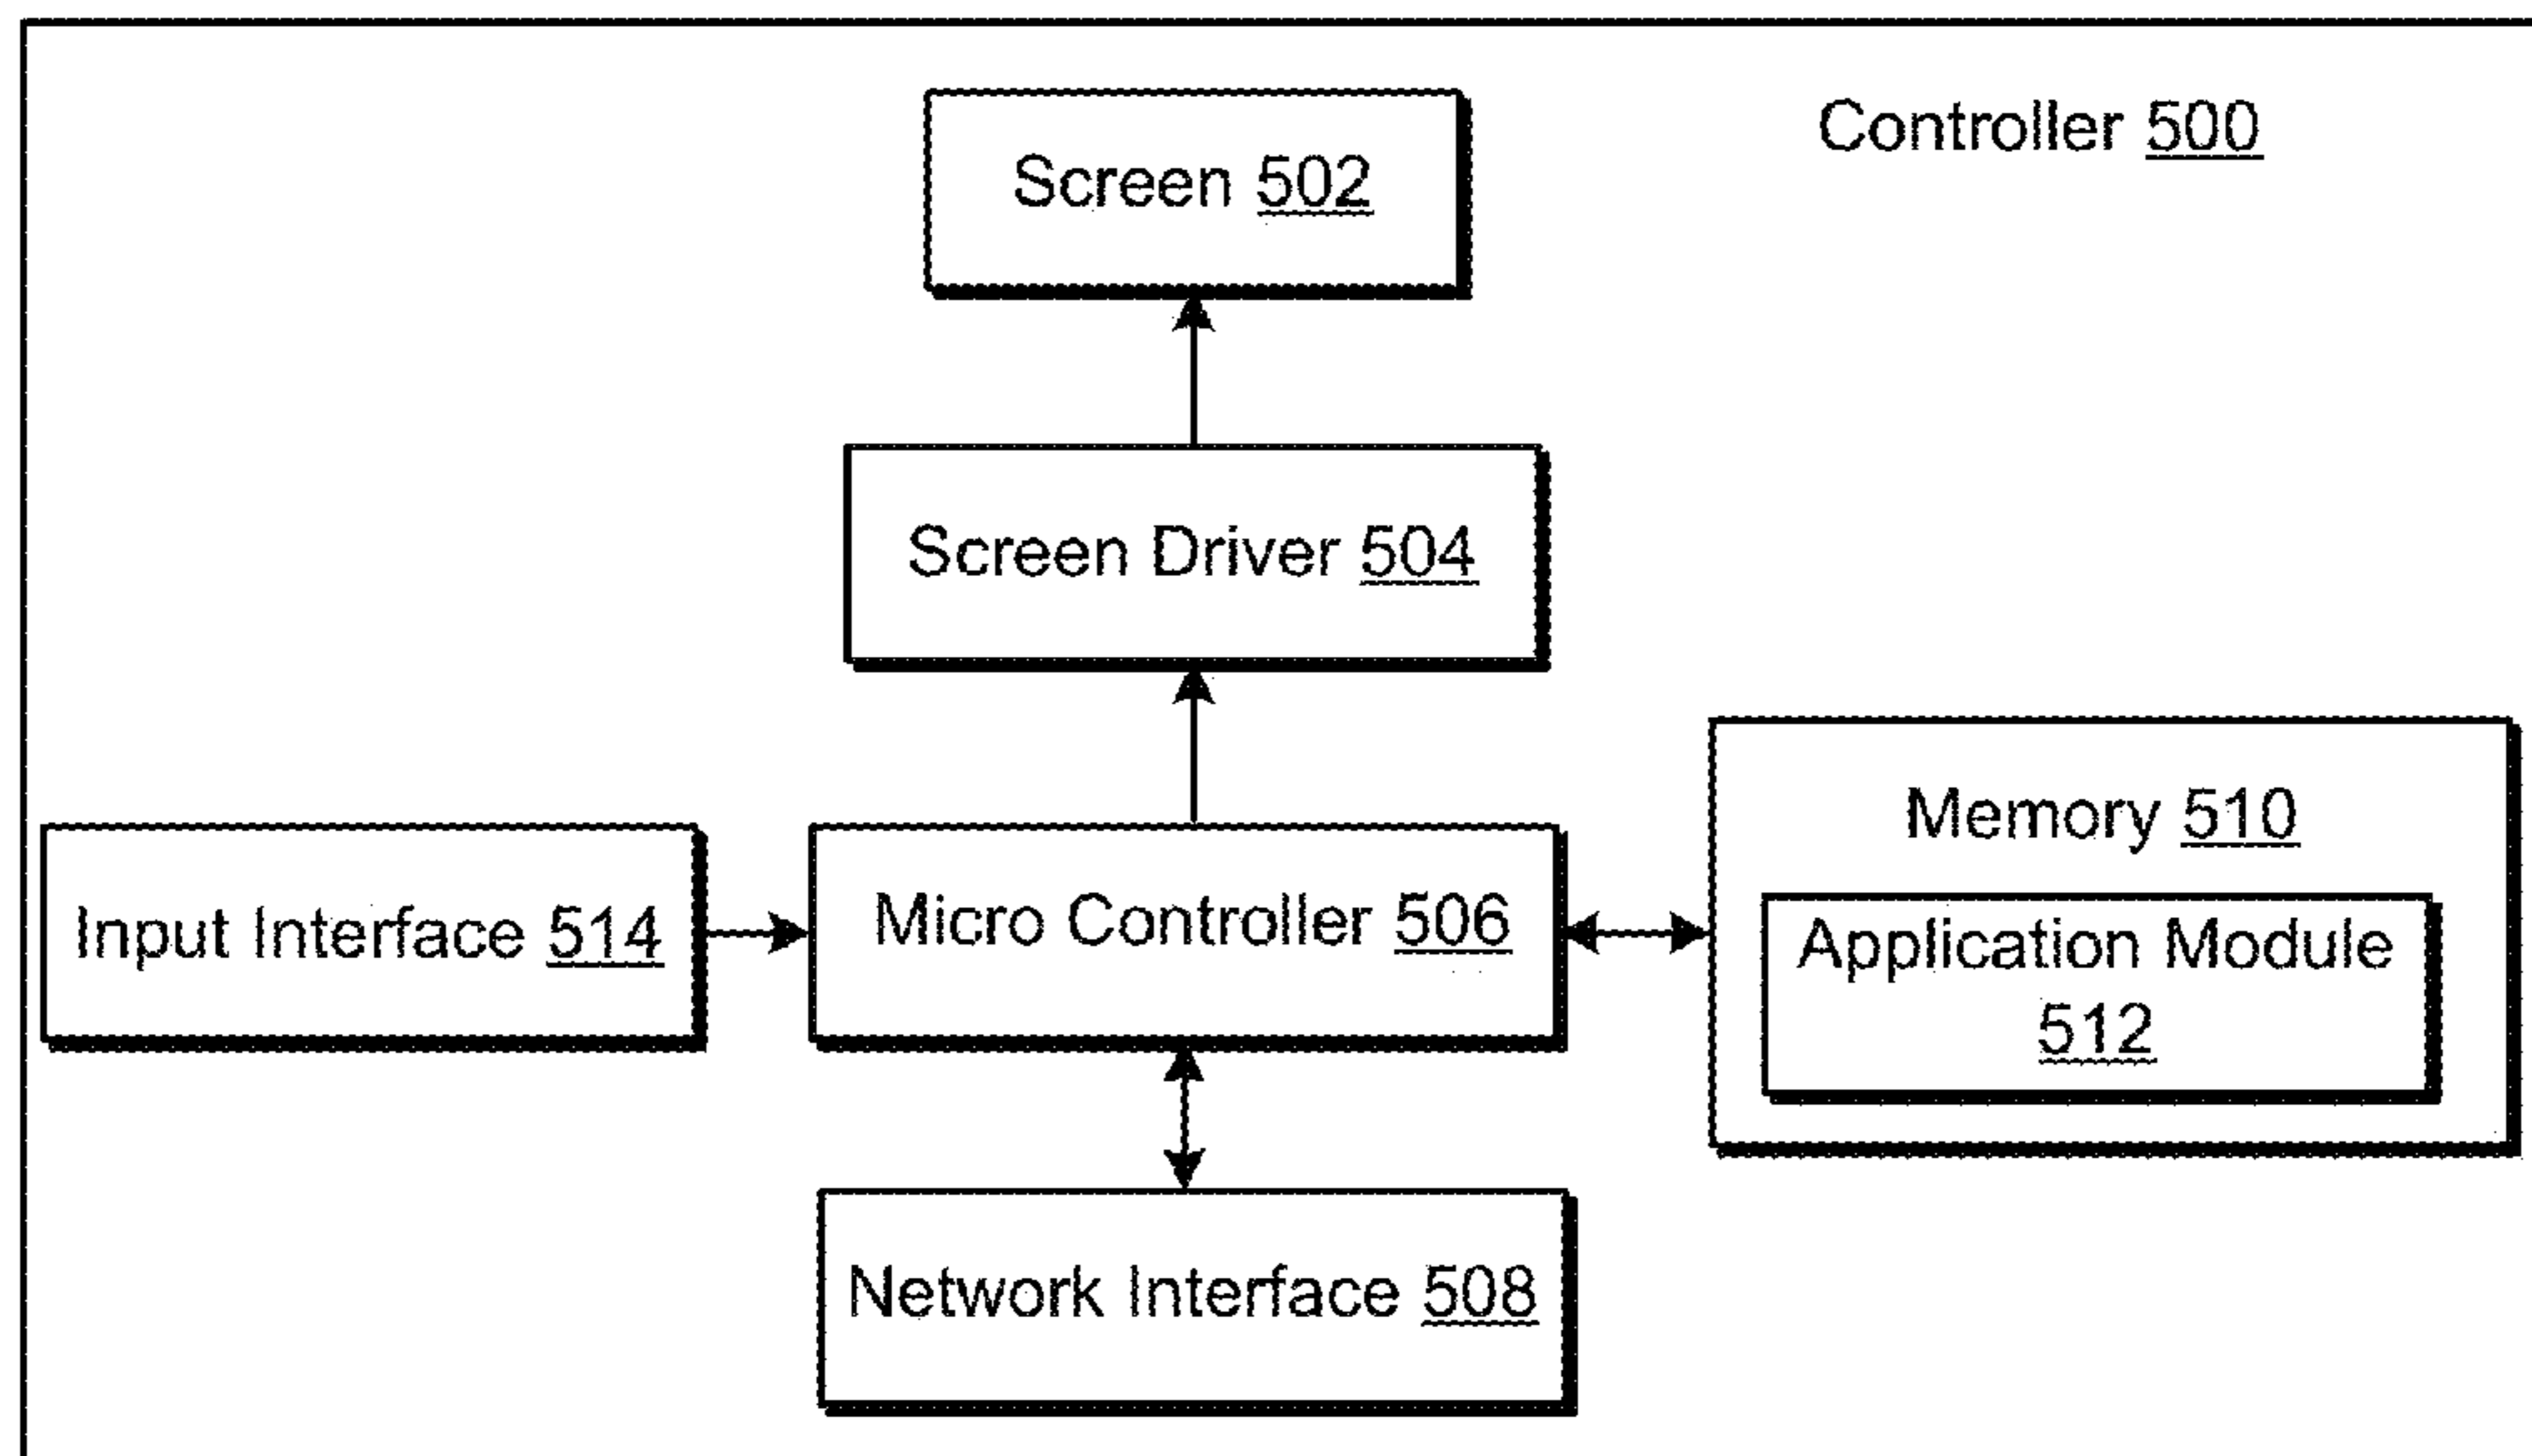 Controller 500
Screen 502
Screen Driver 504
Memory 510
Input Interface 514
Micro Controller 506
Application Module
512
Network Interface 508